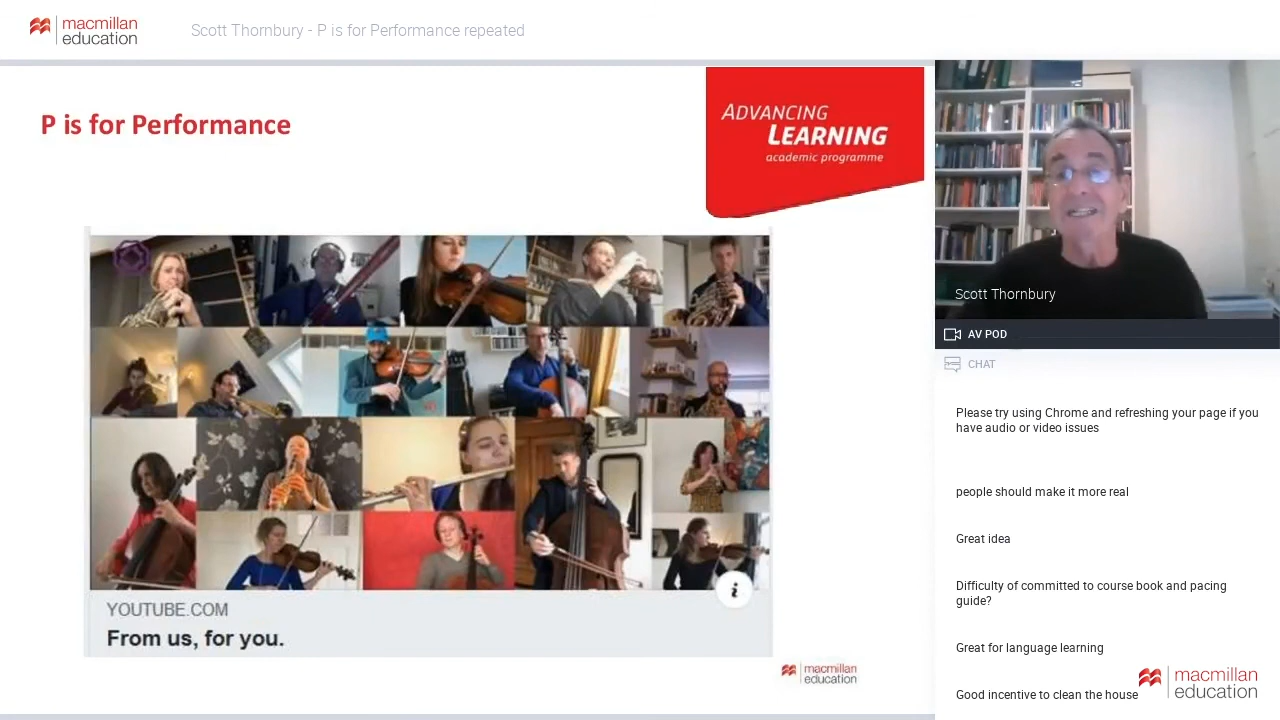 macmillan
education
Scott Thornbury - P is for Performance repeated
P is for Performance
ADVANCING
LEARNING
academic programme
YOUTUBE.COM
From us, for you.
i
macmillan
education
Scott Thornbury
AV POD
CHAT
Please try using Chrome and refreshing your page if you
have audio or video issues
people should make it more real
Great idea
Difficulty of committed to course book and pacing
guide?
Great for language learning
Good incentive to clean the house
macmillan
education